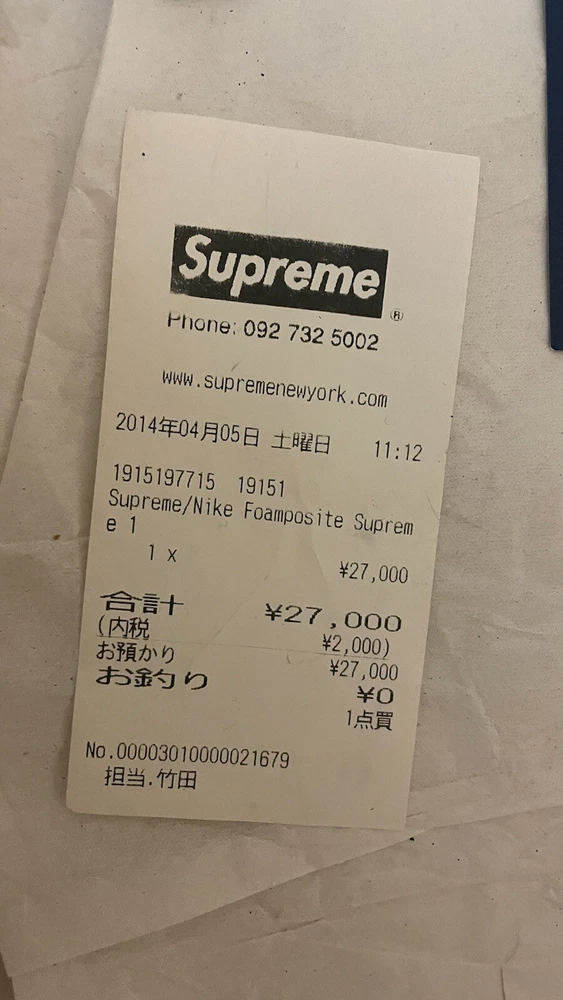 Supreme
®
Phone: 092 732 5002
www.supremenewyork.com
2014年04月05日 土曜日 11:12
1915197715 19151
Supreme/Nike Foamposite Suprem
e 1
1 x ¥27,000
合計 ¥27,000
(内税 ¥2,000)
お預かり ¥27,000
お釣り ¥0
1点買
No.00003010000021679
担当.竹田